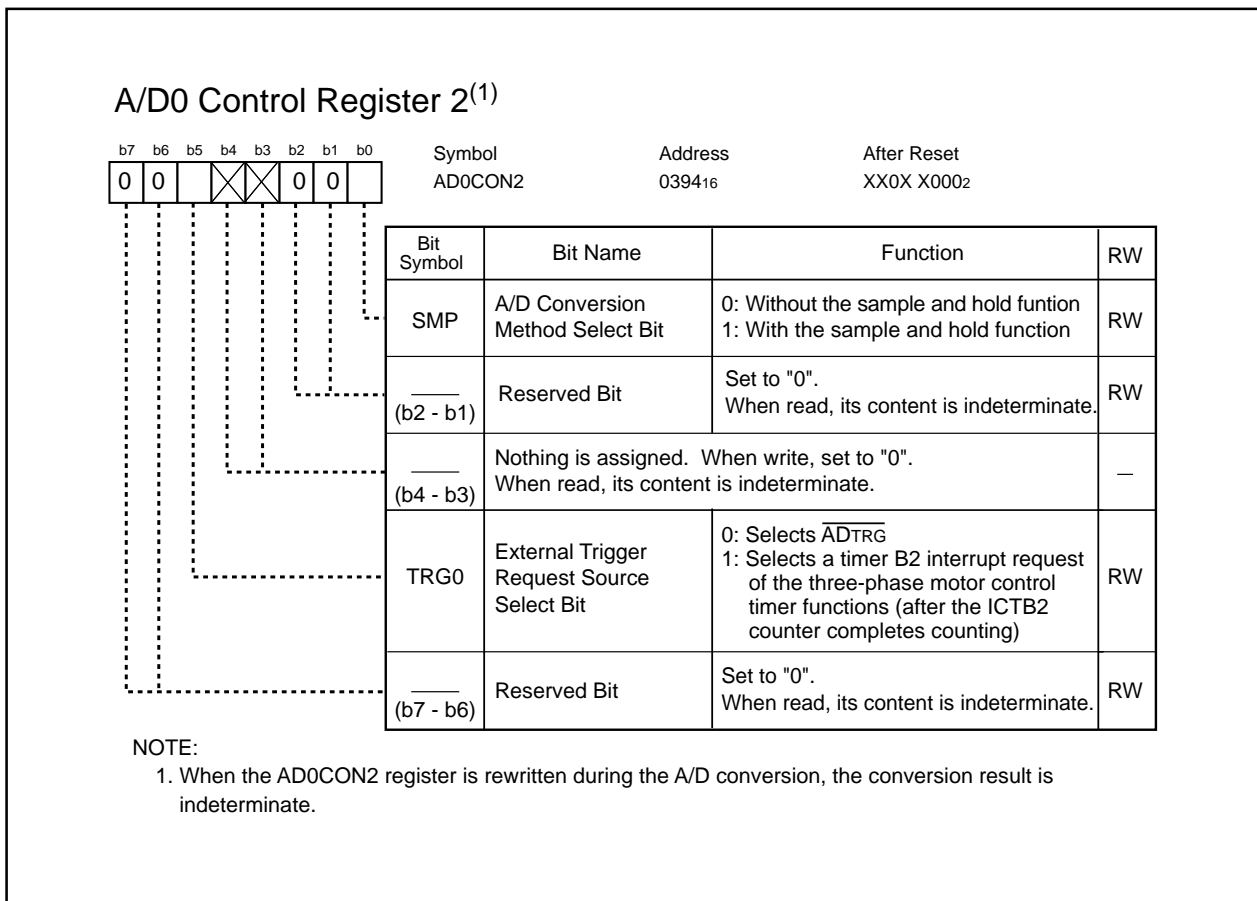 A/D0 Control Register 2(1)
b7 b6 b5 b4 b3 b2 b1 b0
0 0 0 0
Symbol Address After Reset
AD0CON2 039416 XX0X X0002
Bit Symbol Bit Name Function RW
SMP
A/D Conversion
Method Select Bit
0: Without the sample and hold funtion
1: With the sample and hold function
RW
(b2 - b1)
Reserved Bit
Set to "0".
When read, its content is indeterminate.
RW
(b4 - b3)
Nothing is assigned. When write, set to "0".
When read, its content is indeterminate.
—
TRG0
External Trigger
Request Source
Select Bit
0: Selects ADTRG
1: Selects a timer B2 interrupt request
of the three-phase motor control
timer functions (after the ICTB2
counter completes counting)
RW
(b7 - b6)
Reserved Bit
Set to "0".
When read, its content is indeterminate.
RW
NOTE:
1. When the AD0CON2 register is rewritten during the A/D conversion, the conversion result is
indeterminate.